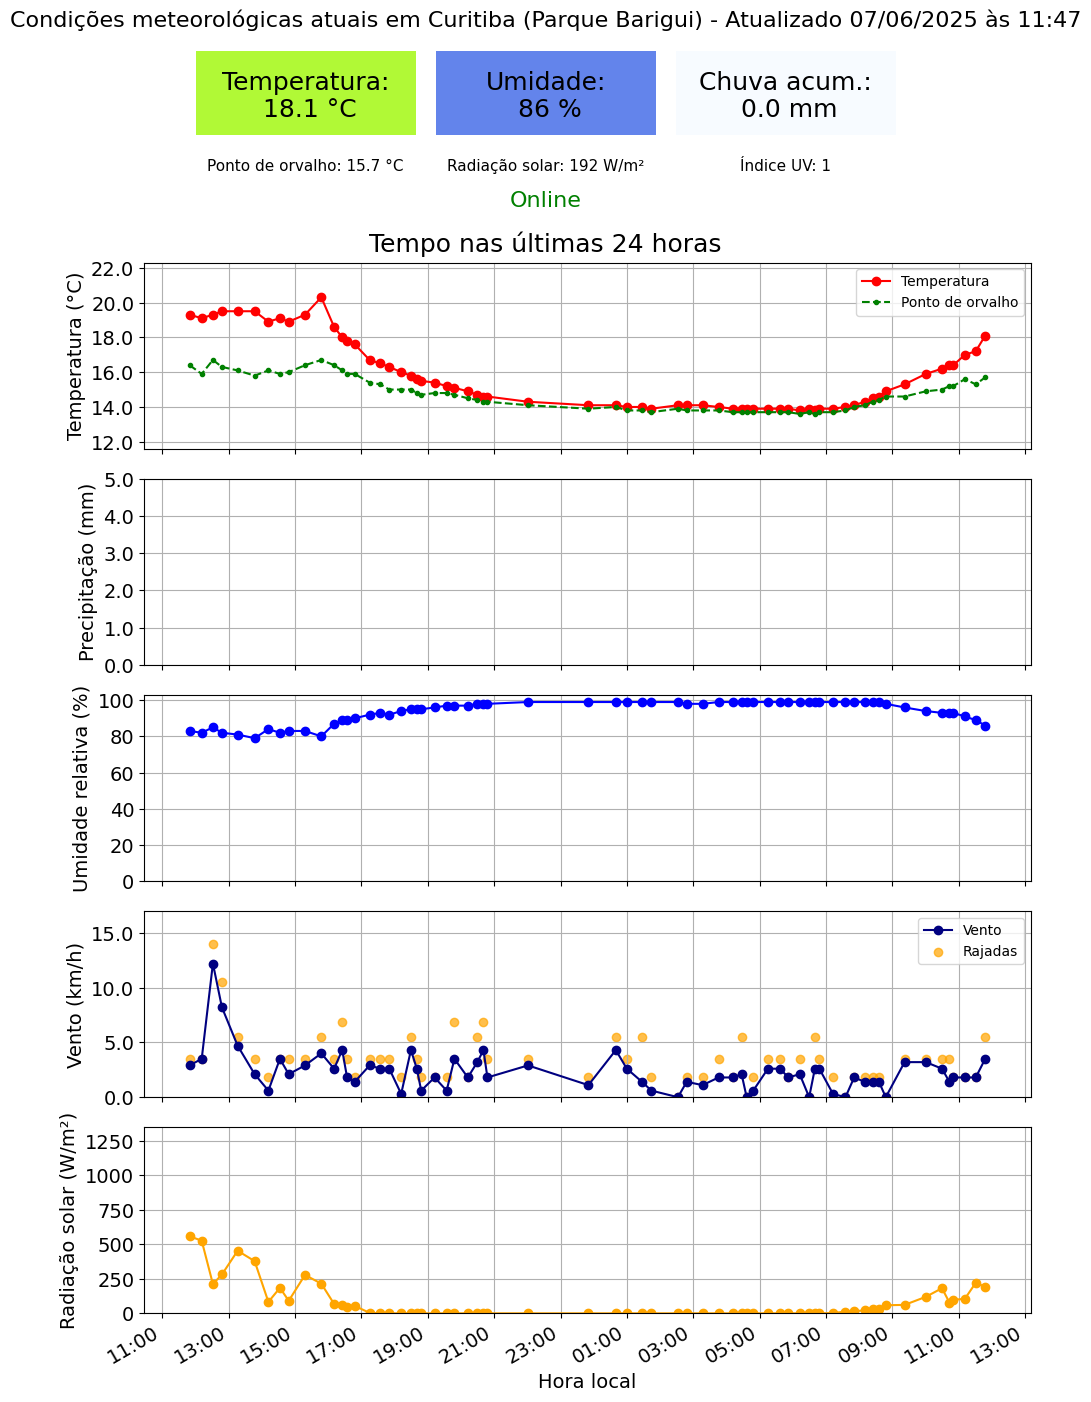 Condições meteorológicas atuais em Curitiba (Parque Barigui) - Atualizado 07/06/2025 às 11:47
Temperatura:
18.1 °C
Umidade:
86 %
Chuva acum.:
0.0 mm
Ponto de orvalho: 15.7 °C
Radiação solar: 192 W/m²
Índice UV: 1
Online
Tempo nas últimas 24 horas
Temperatura (°C)
22.0
20.0
18.0
16.0
14.0
12.0
Temperatura
Ponto de orvalho
Precipitação (mm)
5.0
4.0
3.0
2.0
1.0
0.0
Umidade relativa (%)
100
80
60
40
20
0
Vento (km/h)
15.0
10.0
5.0
0.0
Vento
Rajadas
Radiação solar (W/m²)
1250
1000
750
500
250
0
11:00 13:00 15:00 17:00 19:00 21:00 23:00 01:00 03:00 05:00 07:00 09:00 11:00 13:00
Hora local